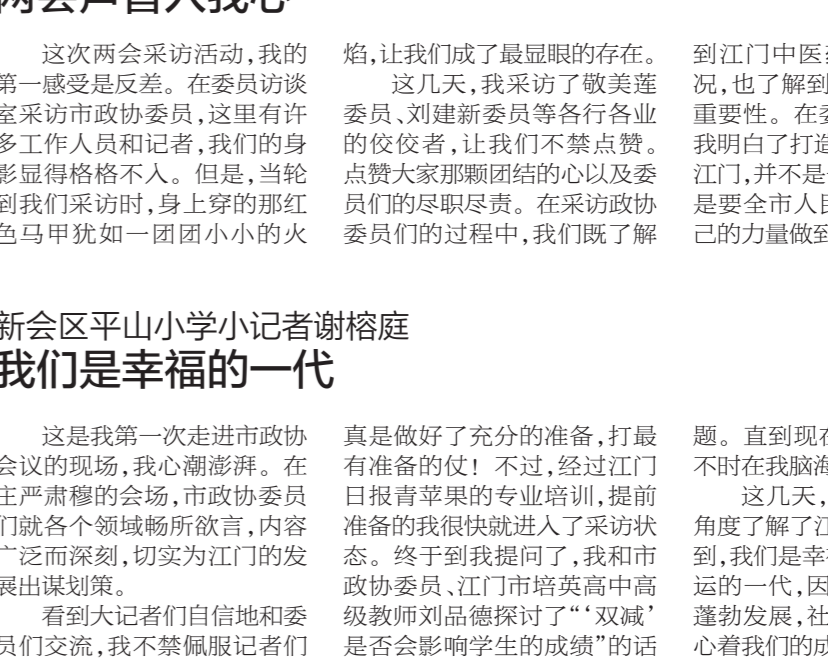 两会声音入我心
这次两会采访活动,我的
第一感受是反差。在委员访谈
室采访市政协委员,这里有许
多工作人员和记者,我们的身
影显得格格不入。但是,当轮
到我们采访时,身上穿的那红
色马甲犹如一团团小小的火
焰,让我们成了最显眼的存在。
这几天,我采访了敬美莲
委员、刘建新委员等各行各业
的佼佼者,让我们不禁点赞。
点赞大家那颗团结的心以及委
员们的尽职尽责。在采访政协
委员们的过程中,我们既了解
到江门中医
况,也了解到
重要性。在
我明白了打造
江门,并不是
是要全市人民
己的力量做到
新会区平山小学小记者谢榕庭
我们是幸福的一代
这是我第一次走进市政协
会议的现场,我心潮澎湃。在
庄严肃穆的会场,市政协委员
们就各个领域畅所欲言,内容
广泛而深刻,切实为江门的发
展出谋划策。
看到大记者们自信地和委
员们交流,我不禁佩服记者们
真是做好了充分的准备,打最
有准备的仗！不过,经过江门
日报青苹果的专业培训,提前
准备的我很快就进入了采访状
态。终于到我提问了,我和市
政协委员、江门市培英高中高
级教师刘品德探讨了“‘双减’
是否会影响学生的成绩”的话
题。直到现在
不时在我脑海
这几天,
角度了解了江
到,我们是幸
运的一代,因
蓬勃发展,社
心着我们的成